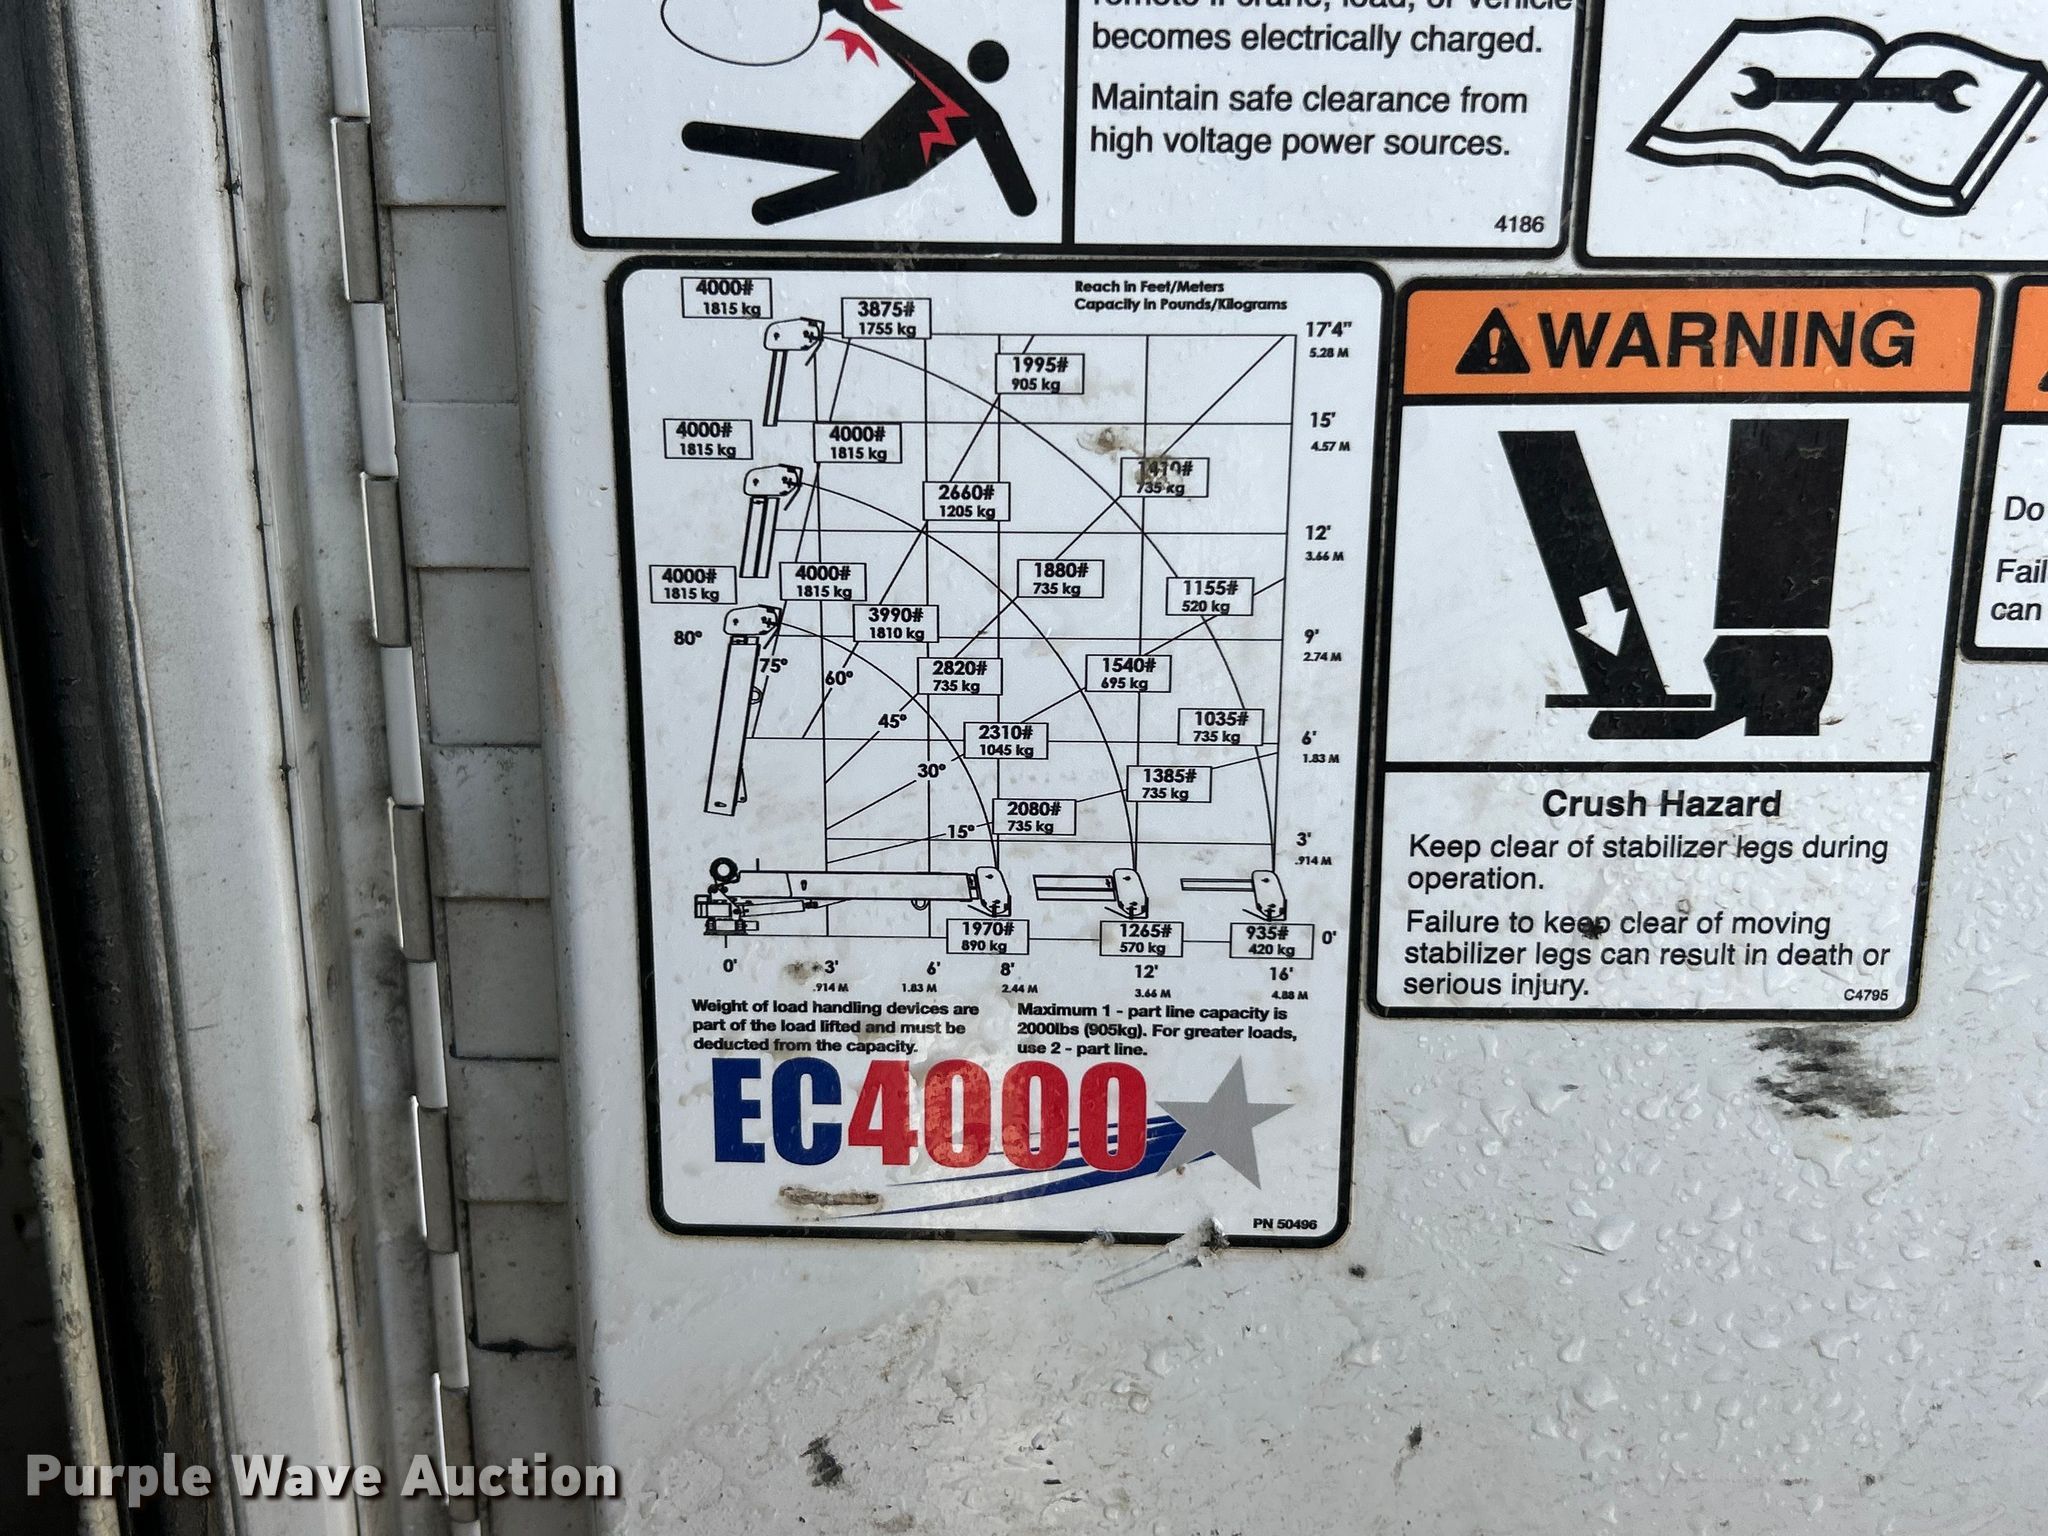 becomes electrically charged.
Maintain safe clearance from
high voltage power sources.
4186
Reach in Feet/Meters
Capacity in Pounds/Kilograms
4000#
1815 kg
3875#
1755 kg
17'4"
5.28 M
1995#
905 kg
15'
4.57 M
4000#
1815 kg
4000#
1815 kg
1410#
735 kg
2660#
1205 kg
12'
3.66 M
4000#
1815 kg
4000#
1815 kg
1880#
735 kg
1155#
520 kg
3990#
1810 kg
80°
9'
2.74 M
75°
60°
2820#
735 kg
1540#
695 kg
45°
2310#
1045 kg
1035#
735 kg
6'
1.83 M
30°
1385#
735 kg
15°
2080#
735 kg
3'
.914 M
1970#
890 kg
1265#
570 kg
935#
420 kg
0'
0'
3'
6'
8'
12'
16'
.914 M
1.83 M
2.44 M
3.66 M
4.88 M
Weight of load handling devices are
part of the load lifted and must be
deducted from the capacity.
Maximum 1 - part line capacity is
2000lbs (905kg). For greater loads,
use 2 - part line.
EC4000
PN 50496
WARNING
Crush Hazard
Keep clear of stabilizer legs during
operation.
Failure to keep clear of moving
stabilizer legs can result in death or
serious injury.
C4795
Do
Fail
can
Purple Wave Auction